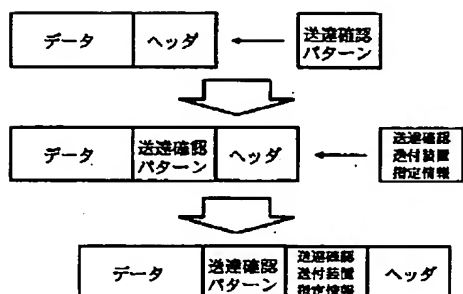 データ ヘッダ 送達確認
パターン
データ 送達確認
パターン ヘッダ 送達確認
送付装置
指定情報
データ 送達確認
パターン 送達確認
送付装置
指定情報 ヘッダ